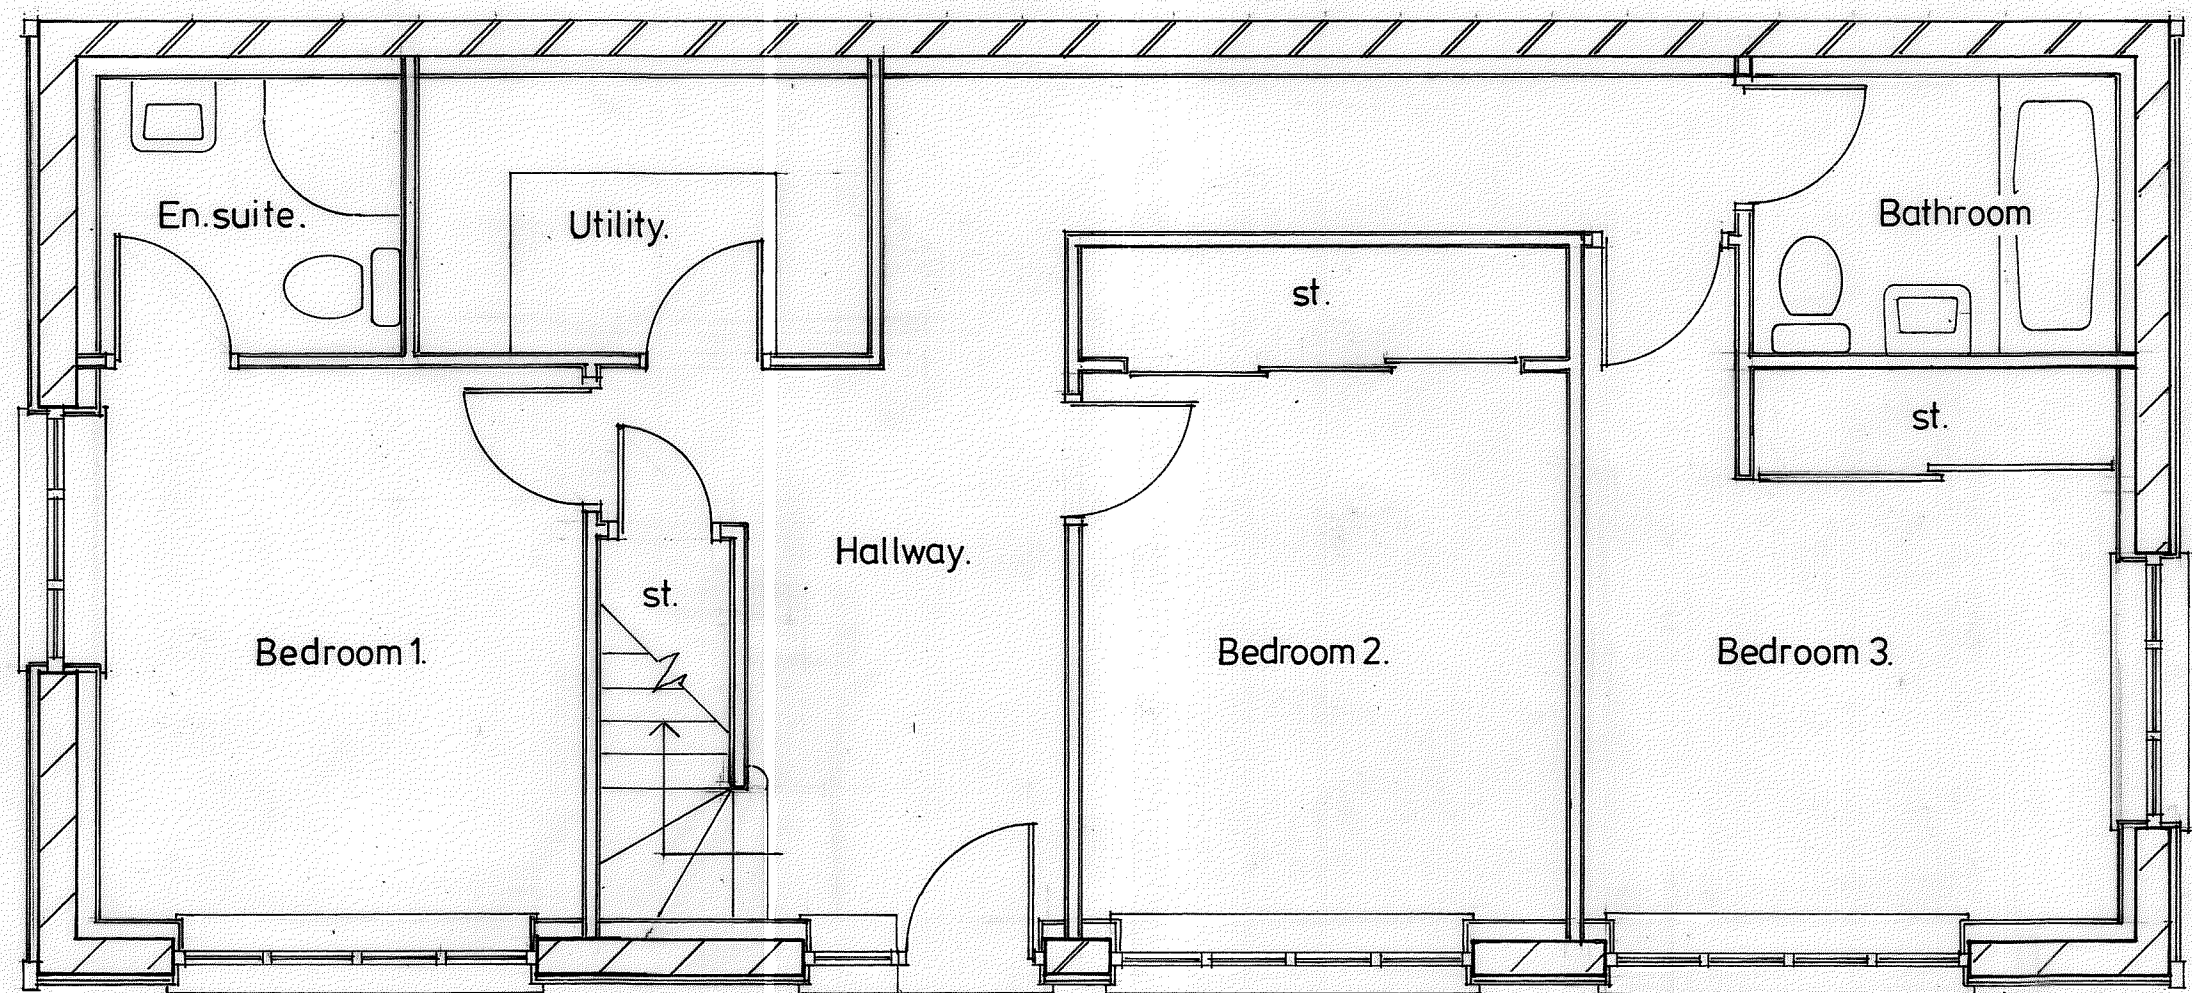 En.suite.
Utility.
Bathroom
st.
st.
Hallway.
st.
Bedroom 1.
Bedroom 2.
Bedroom 3.